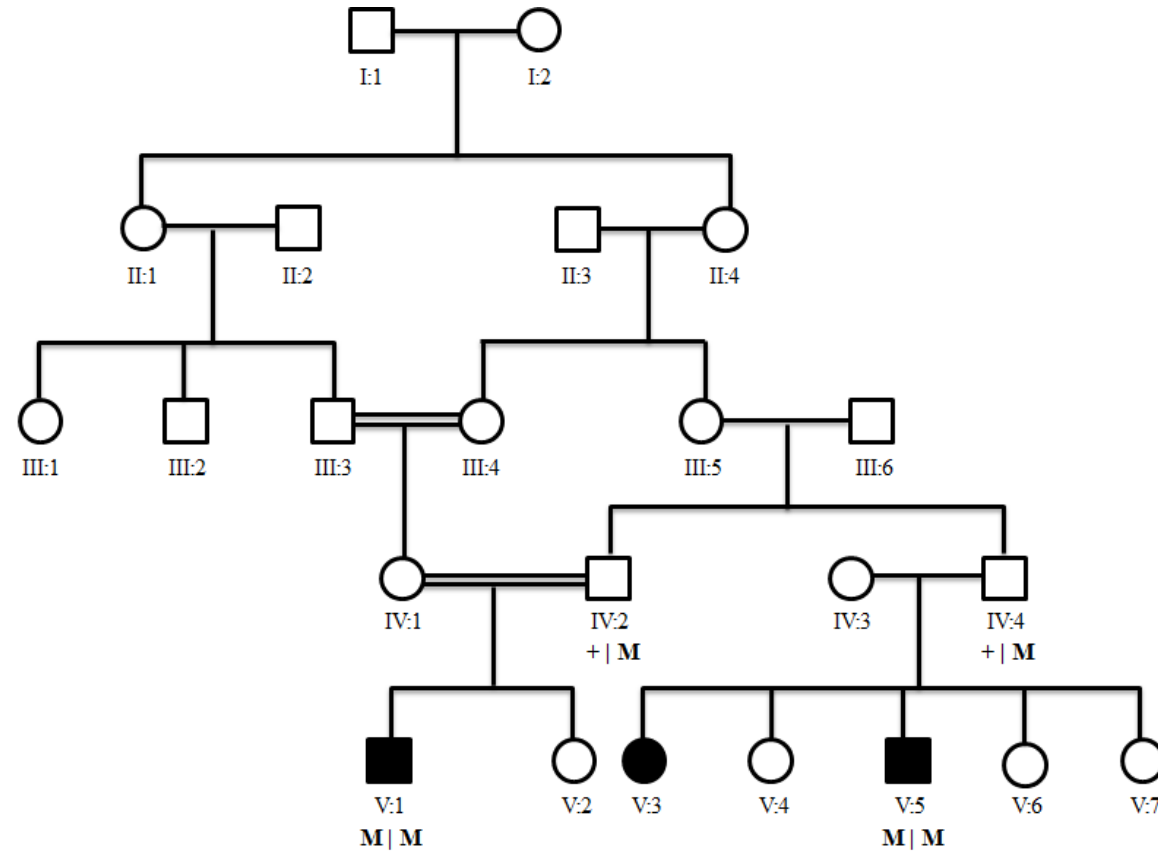 I:1 I:2
II:1 II:2 II:3 II:4
III:1 III:2 III:3 III:4 III:5 III:6
IV:1 IV:2 IV:3 IV:4
+ | M + | M
V:1 V:2 V:3 V:4 V:5 V:6 V:7
M | M M | M